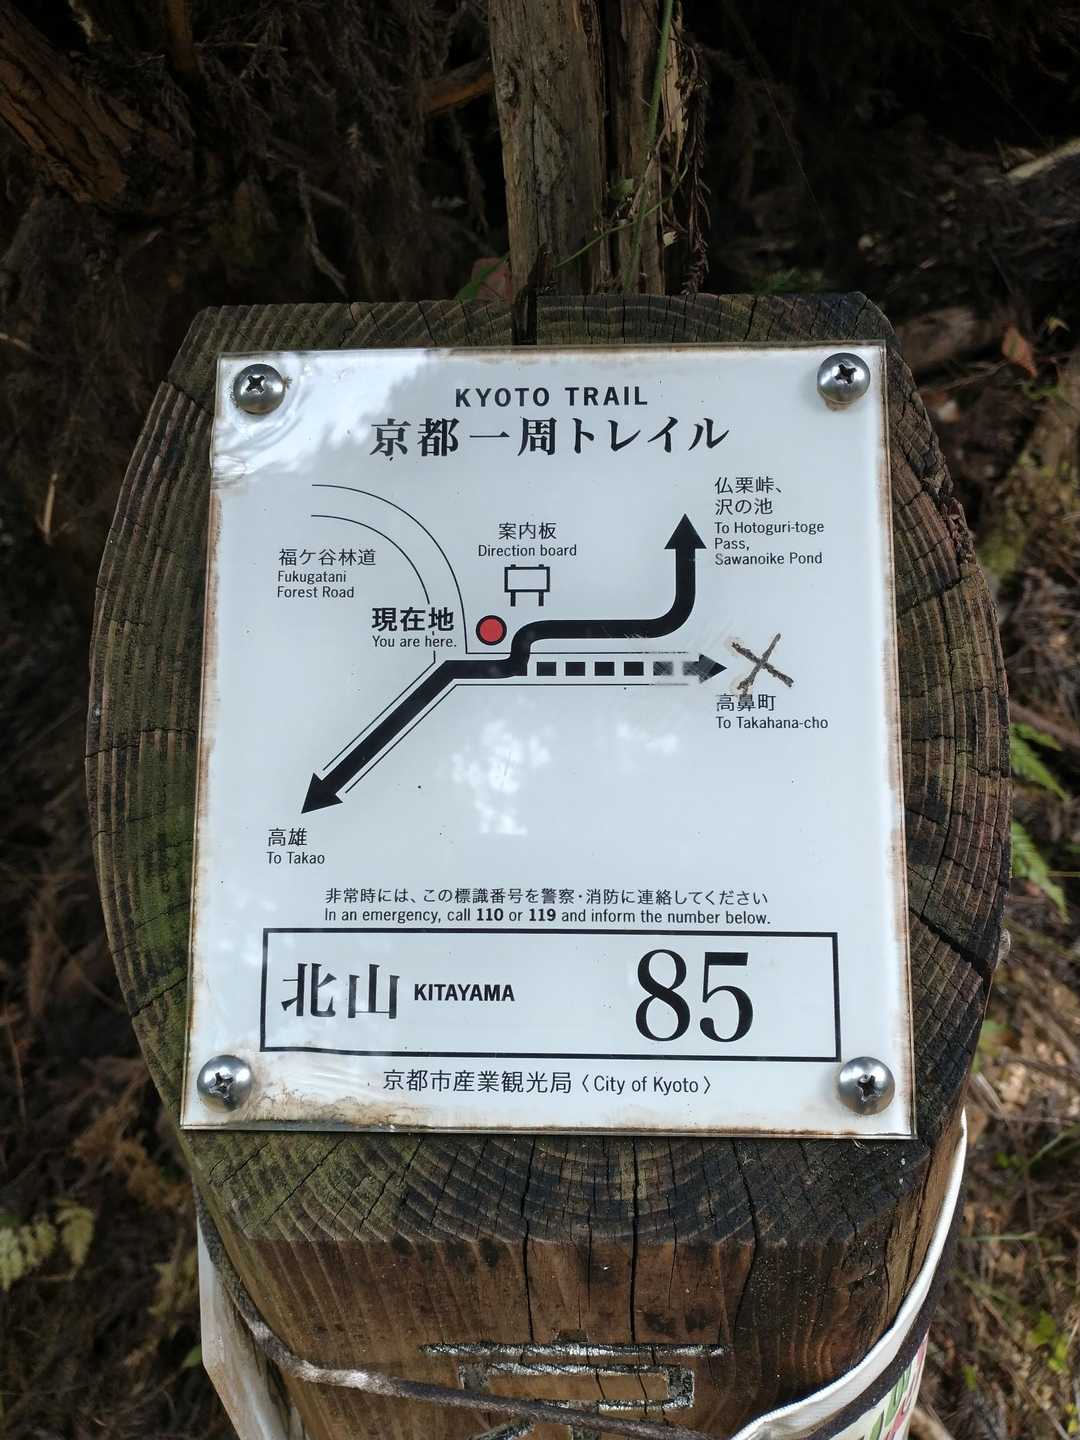 KYOTO TRAIL
京都一周トレイル
仏栗峠、
沢の池
To Hotoguri-toge
Pass,
Sawanoike Pond
案内板
Direction board
福ケ谷林道
Fukugatani
Forest Road
現在地
You are here.
高鼻町
To Takahana-cho
高雄
To Takao
非常時には、この標識番号を警察・消防に連絡してください
In an emergency, call 110 or 119 and inform the number below.
北山 KITAYAMA 85
京都市産業観光局〈City of Kyoto〉